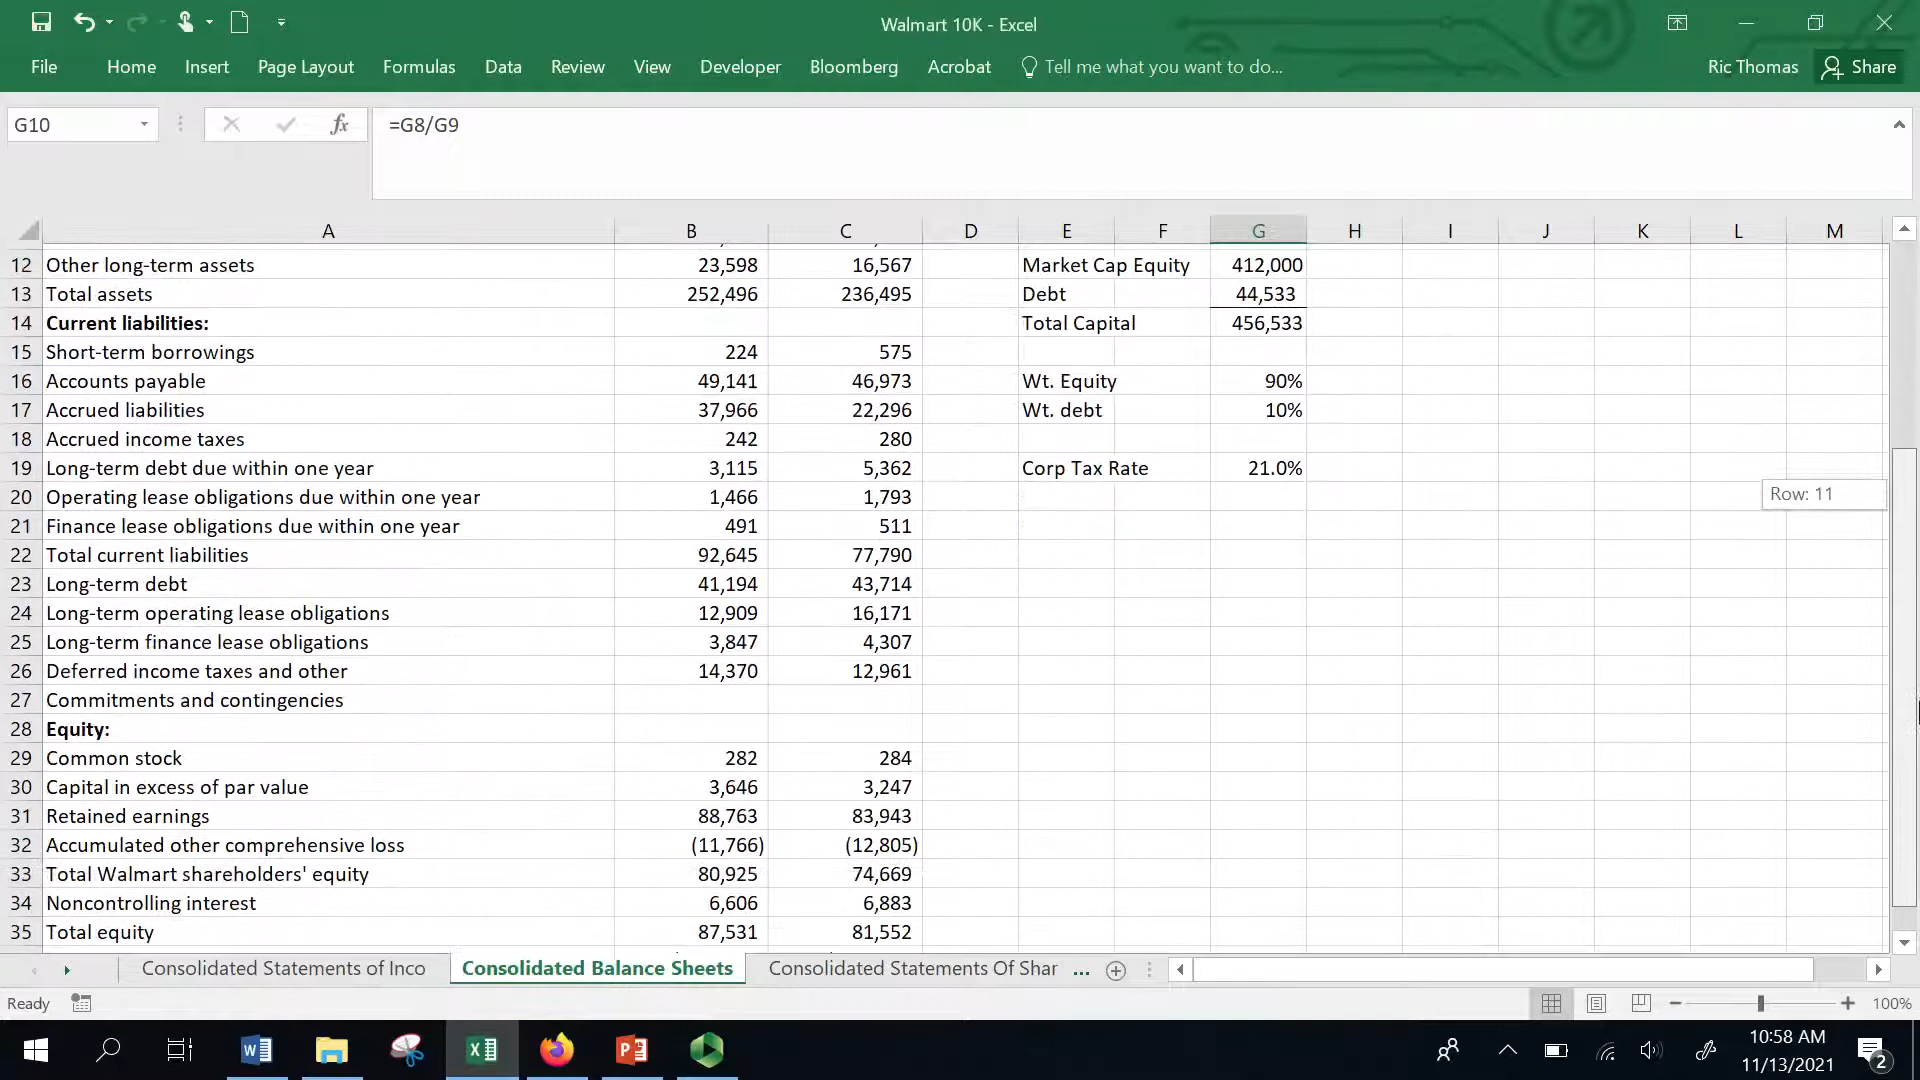 Walmart 10K - Excel
File Home Insert Page Layout Formulas Data Review View Developer Bloomberg Acrobat Tell me what you want to do... Ric Thomas Share
G10 fx =G8/G9
A B C D E F G H I J K L M
12 Other long-term assets 23,598 16,567 Market Cap Equity 412,000
13 Total assets 252,496 236,495 Debt 44,533
14 Current liabilities: Total Capital 456,533
15 Short-term borrowings 224 575
16 Accounts payable 49,141 46,973 Wt. Equity 90%
17 Accrued liabilities 37,966 22,296 Wt. debt 10%
18 Accrued income taxes 242 280
19 Long-term debt due within one year 3,115 5,362 Corp Tax Rate 21.0%
Row: 11
20 Operating lease obligations due within one year 1,466 1,793
21 Finance lease obligations due within one year 491 511
22 Total current liabilities 92,645 77,790
23 Long-term debt 41,194 43,714
24 Long-term operating lease obligations 12,909 16,171
25 Long-term finance lease obligations 3,847 4,307
26 Deferred income taxes and other 14,370 12,961
27 Commitments and contingencies
28 Equity:
29 Common stock 282 284
30 Capital in excess of par value 3,646 3,247
31 Retained earnings 88,763 83,943
32 Accumulated other comprehensive loss (11,766) (12,805)
33 Total Walmart shareholders' equity 80,925 74,669
34 Noncontrolling interest 6,606 6,883
35 Total equity 87,531 81,552
Consolidated Statements of Inco Consolidated Balance Sheets Consolidated Statements Of Shar ...
Ready 100%
10:58 AM
11/13/2021
2